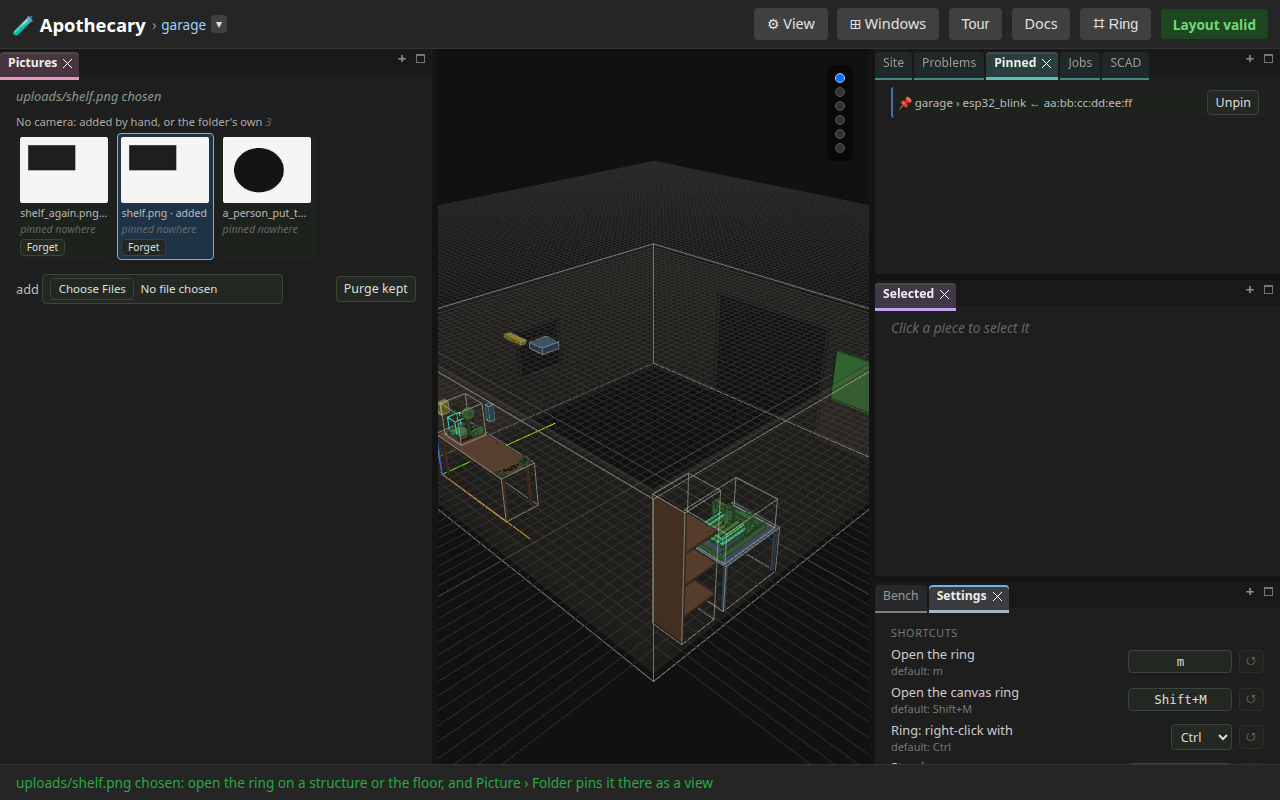 Apothecary › garage ▾
⚙ View
⊞ Windows
Tour
Docs
⌗ Ring
Layout valid
Pictures
uploads/shelf.png chosen
No camera: added by hand, or the folder's own 3
shelf_again.png...
pinned nowhere
Forget
shelf.png · added
pinned nowhere
Forget
a_person_put_t...
pinned nowhere
add
Choose Files
No file chosen
Purge kept
Site
Problems
Pinned
Jobs
SCAD
📌 garage › esp32_blink ← aa:bb:cc:dd:ee:ff
Unpin
Selected
Click a piece to select it
Bench
Settings
SHORTCUTS
Open the ring
default: m
m
Open the canvas ring
default: Shift+M
Shift+M
Ring: right-click with
default: Ctrl
Ctrl
uploads/shelf.png chosen: open the ring on a structure or the floor, and Picture › Folder pins it there as a view